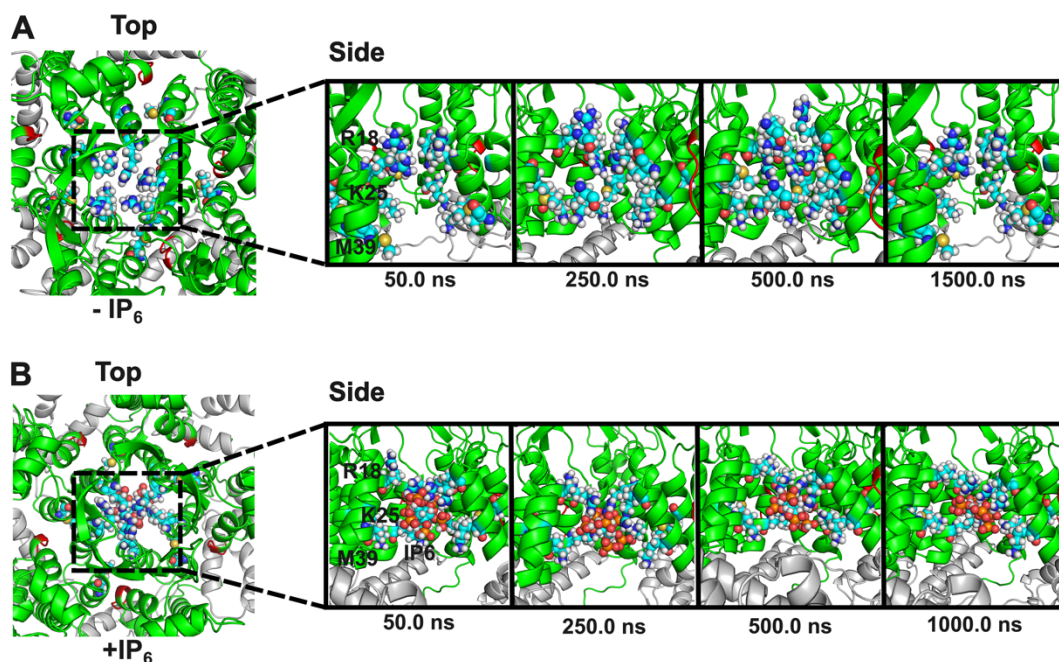 A
Top
Side
R18
K25
M39
- IP₆
50.0 ns
250.0 ns
500.0 ns
1500.0 ns
B
Top
Side
R18
K25
M39
IP6
+IP₆
50.0 ns
250.0 ns
500.0 ns
1000.0 ns